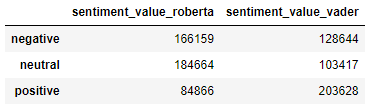 sentiment_value_roberta sentiment_value_vader
negative 166159 128644
neutral 184664 103417
positive 84866 203628